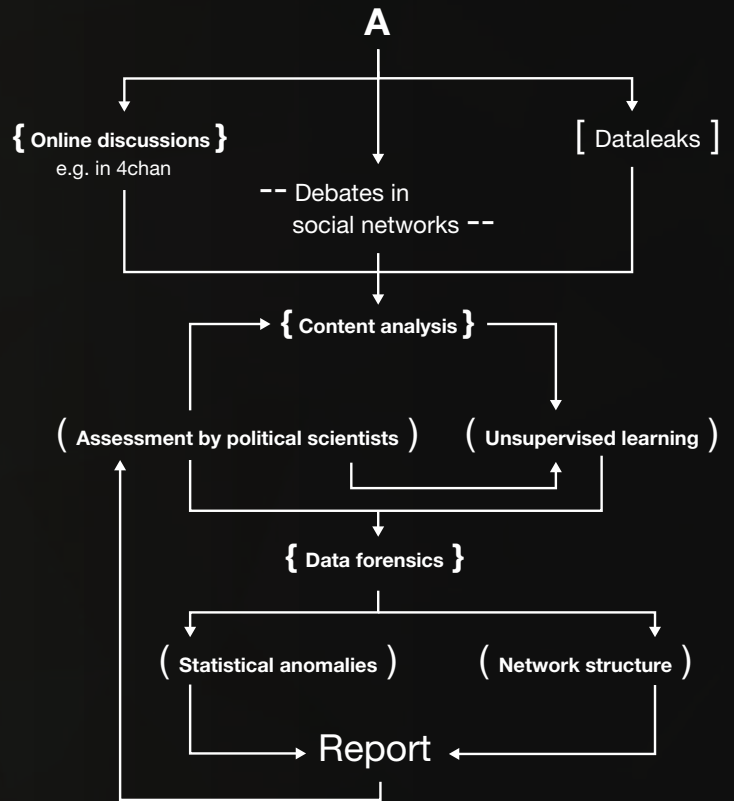 A
{ Online discussions }
e.g. in 4chan
[ Dataleaks ]
-- Debates in
social networks --
{ Content analysis }
( Assessment by political scientists )
( Unsupervised learning )
{ Data forensics }
( Statistical anomalies )
( Network structure )
Report